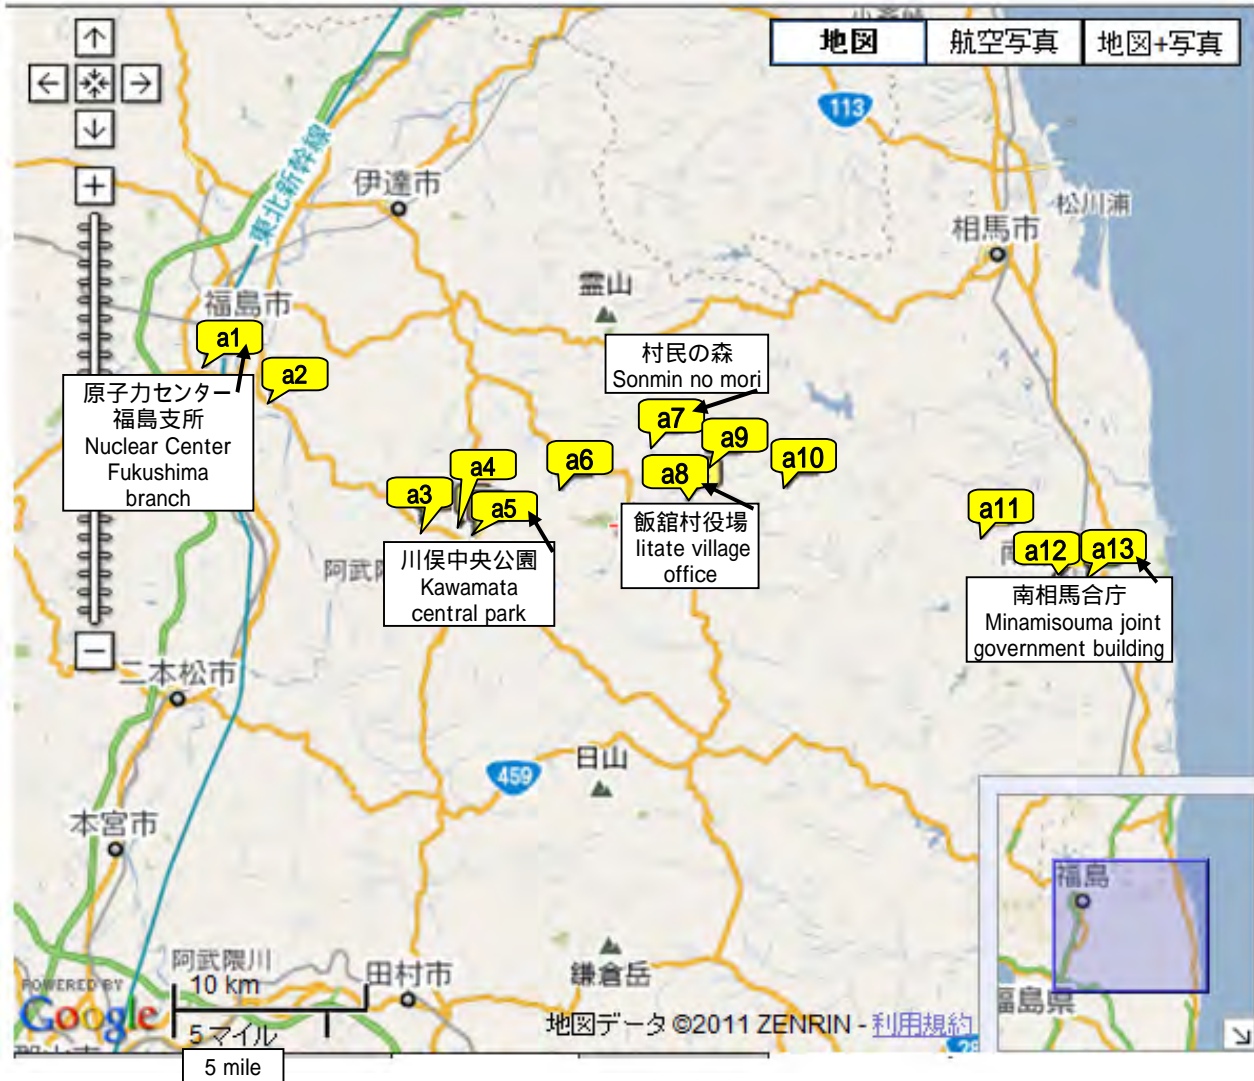 地図
航空写真
地図+写真
113
東北新幹線
伊達市
松川浦
相馬市
霊山
福島市
a1
a2
原子力センター
福島支所
Nuclear Center
Fukushima
branch
村民の森
Sonmin no mori
a7
a9
a4
a6
a8
a10
a3
a5
a11
飯舘村役場
Iitate village
office
南
a12
a13
川俣中央公園
Kawamata
central park
阿武
南相馬合庁
Minamisouma joint
government building
二本松市
459
日山
本宮市
福島
阿武隈川
田村市
鎌倉岳
福島県
POWERED BY
Google
10 km
5 マイル
5 mile
地図データ ©2011 ZENRIN - 利用規約